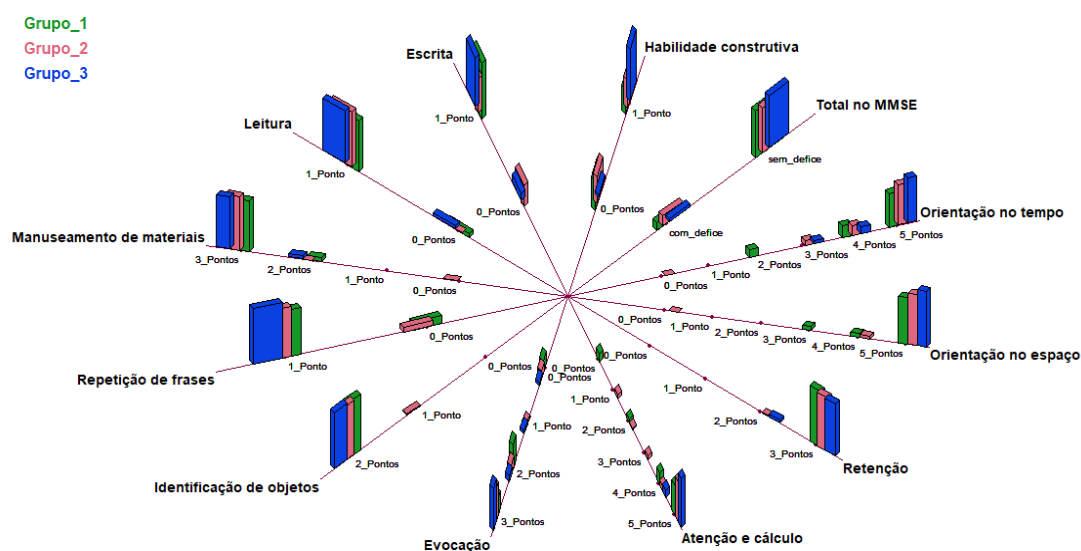 Grupo_1
Grupo_2
Grupo_3
Escrita
1_Ponto
0_Pontos
Habilidade construtiva
1_Ponto
0_Pontos
Total no MMSE
sem_defice
com_defice
Leitura
1_Ponto
0_Pontos
Orientação no tempo
5_Pontos
4_Pontos
3_Pontos
2_Pontos
1_Ponto
0_Pontos
Manuseamento de materiais
3_Pontos
2_Pontos
1_Ponto
0_Pontos
Orientação no espaço
0_Pontos
1_Ponto
2_Pontos
3_Pontos
4_Pontos
5_Pontos
Repetição de frases
1_Ponto
0_Pontos
Retenção
0_Pontos
1_Ponto
2_Pontos
3_Pontos
Identificação de objetos
0_Pontos
1_Ponto
2_Pontos
Evocação
0_Pontos
1_Ponto
2_Pontos
3_Pontos
Atenção e cálculo
0_Pontos
1_Ponto
2_Pontos
3_Pontos
4_Pontos
5_Pontos